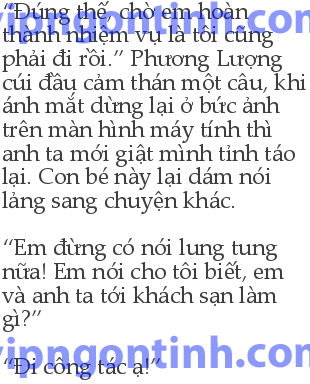 “Đúng thế, chờ em hoàn
thành nhiệm vụ là tôi cũng
phải đi rồi.” Phương Lượng
cúi đầu cảm thán một câu, khi
ánh mắt dừng lại ở bức ảnh
trên màn hình máy tính thì
anh ta mới giật mình tỉnh táo
lại. Con bé này lại dám nói
lảng sang chuyện khác.
“Em đừng có nói lung tung
nữa! Em nói cho tôi biết, em
và anh ta tới khách sạn làm
gì?”
“Đi công tác ạ!”
vipngontinh.com
vipngontinh.com